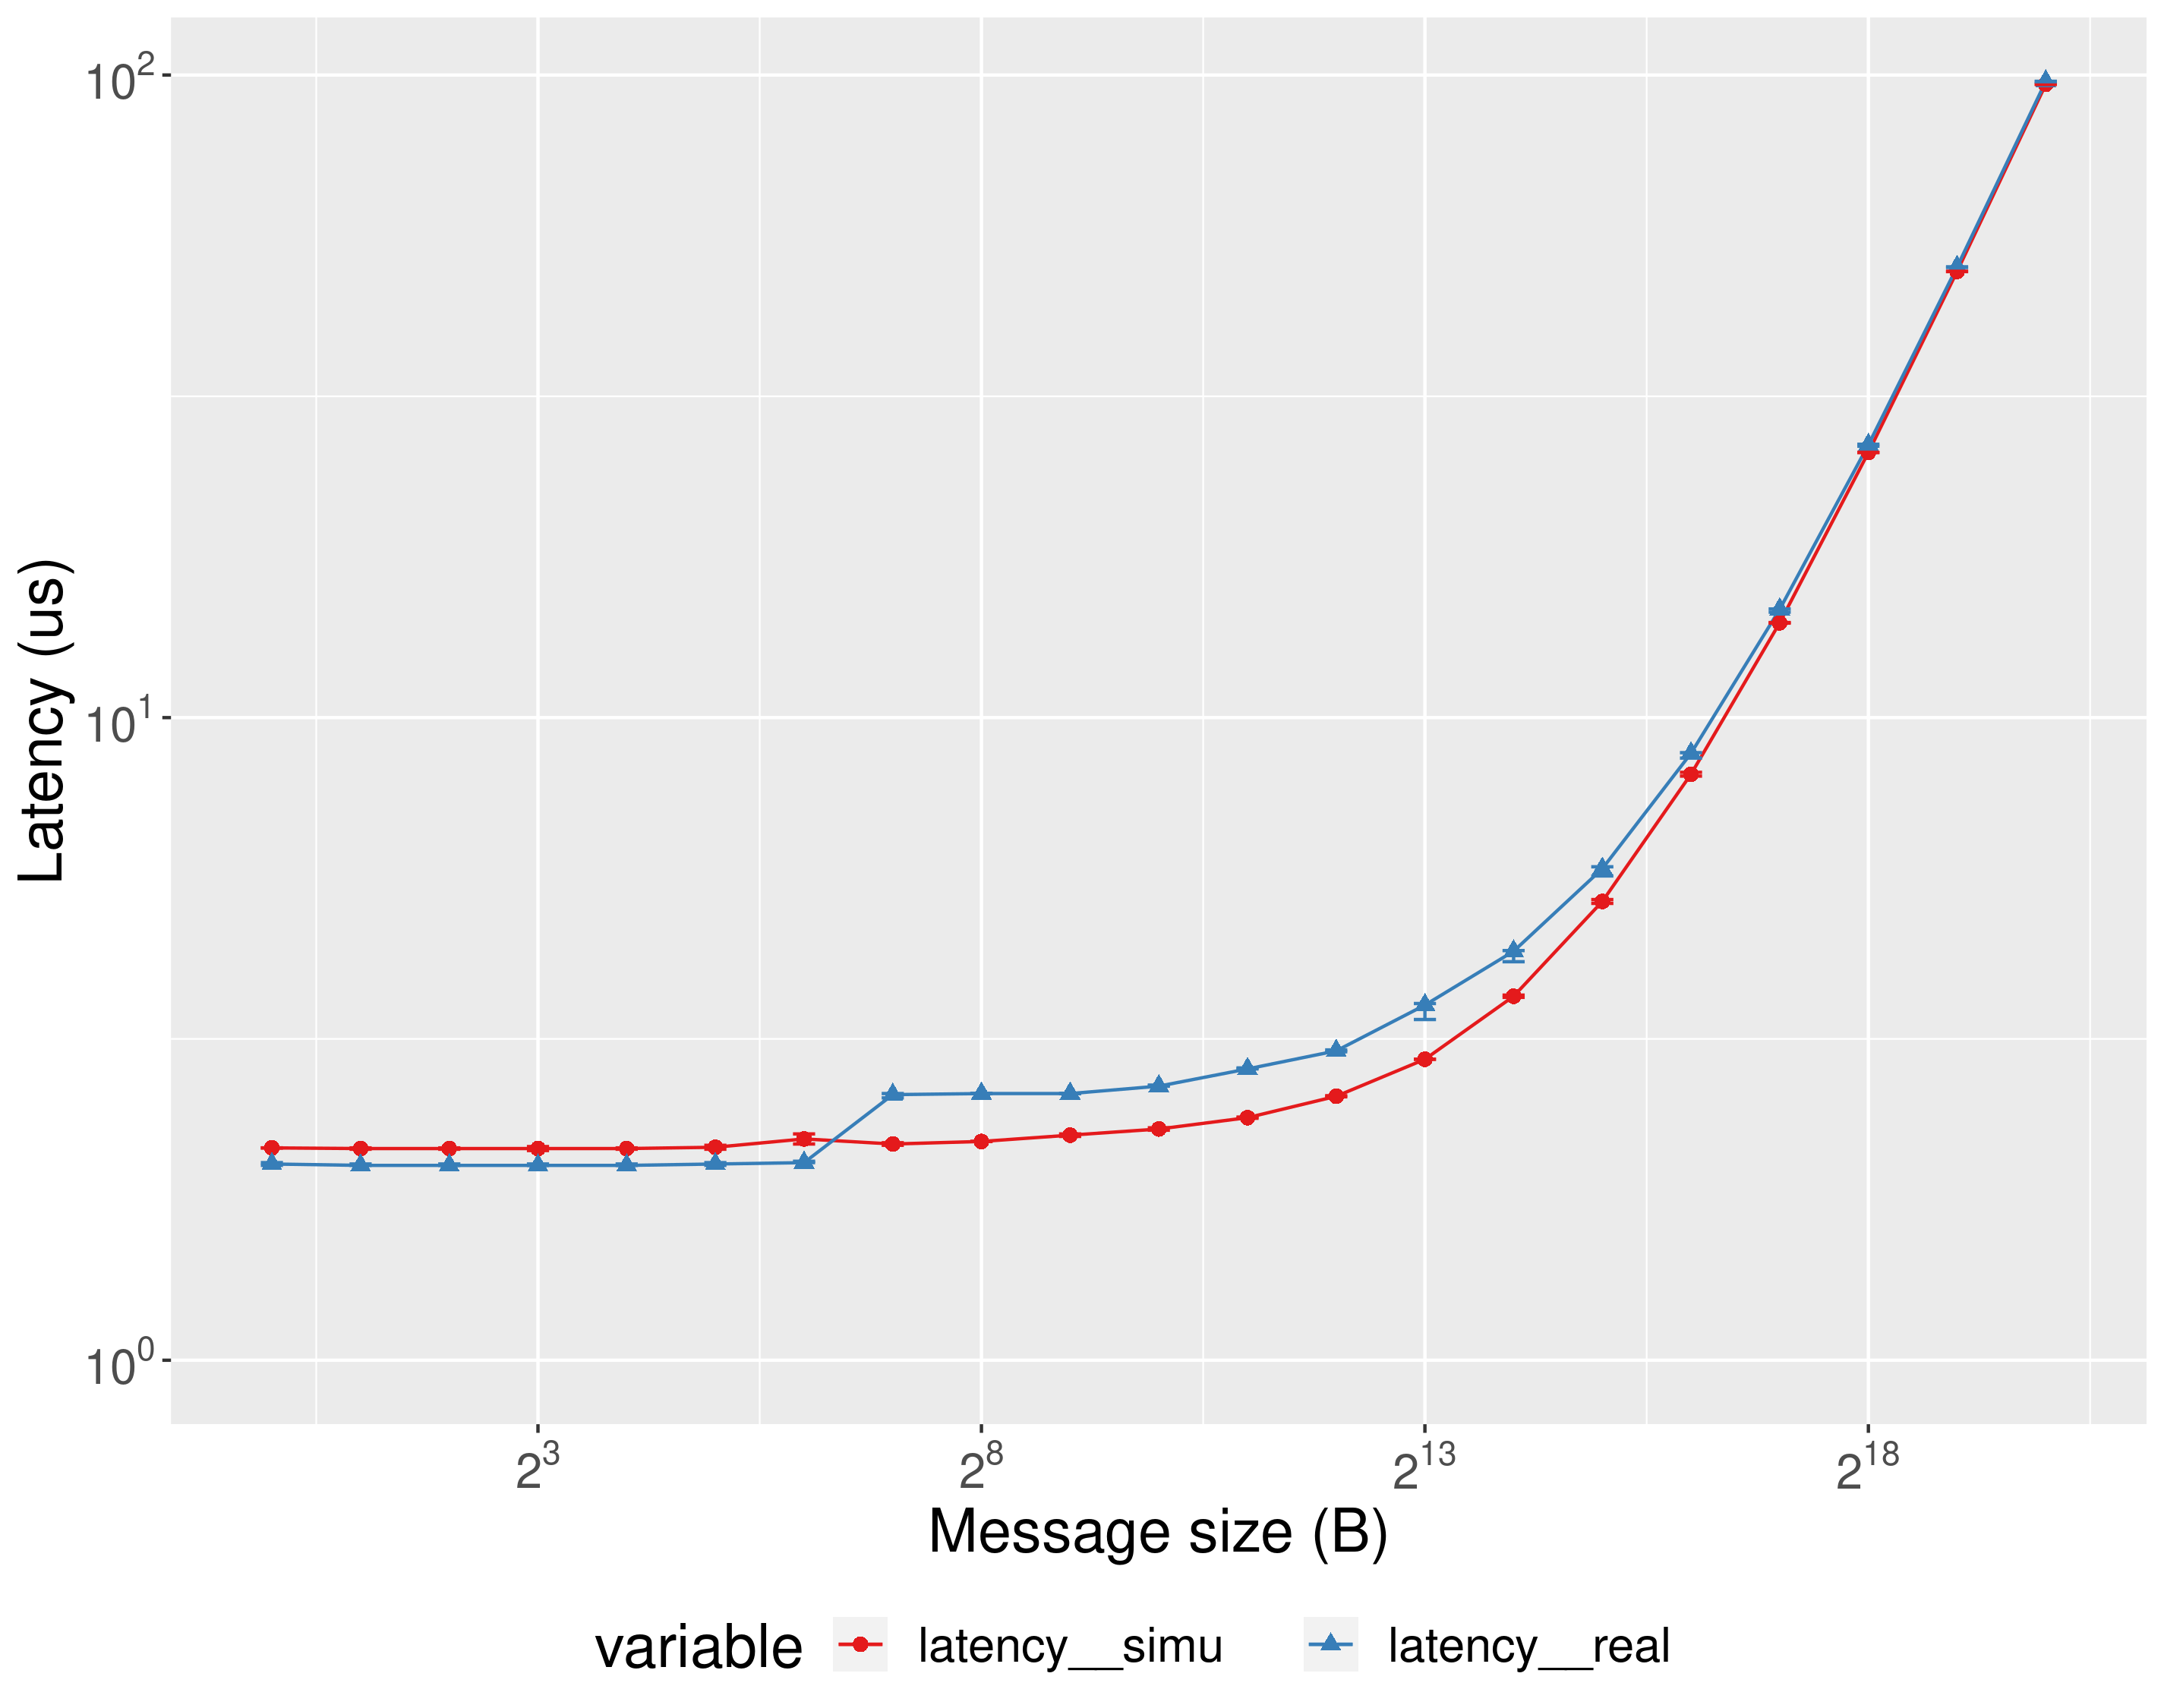 10²
10¹
10⁰
Latency (us)
2³ 2⁸ 2¹³ 2¹⁸
Message size (B)
variable latency__simu latency__real